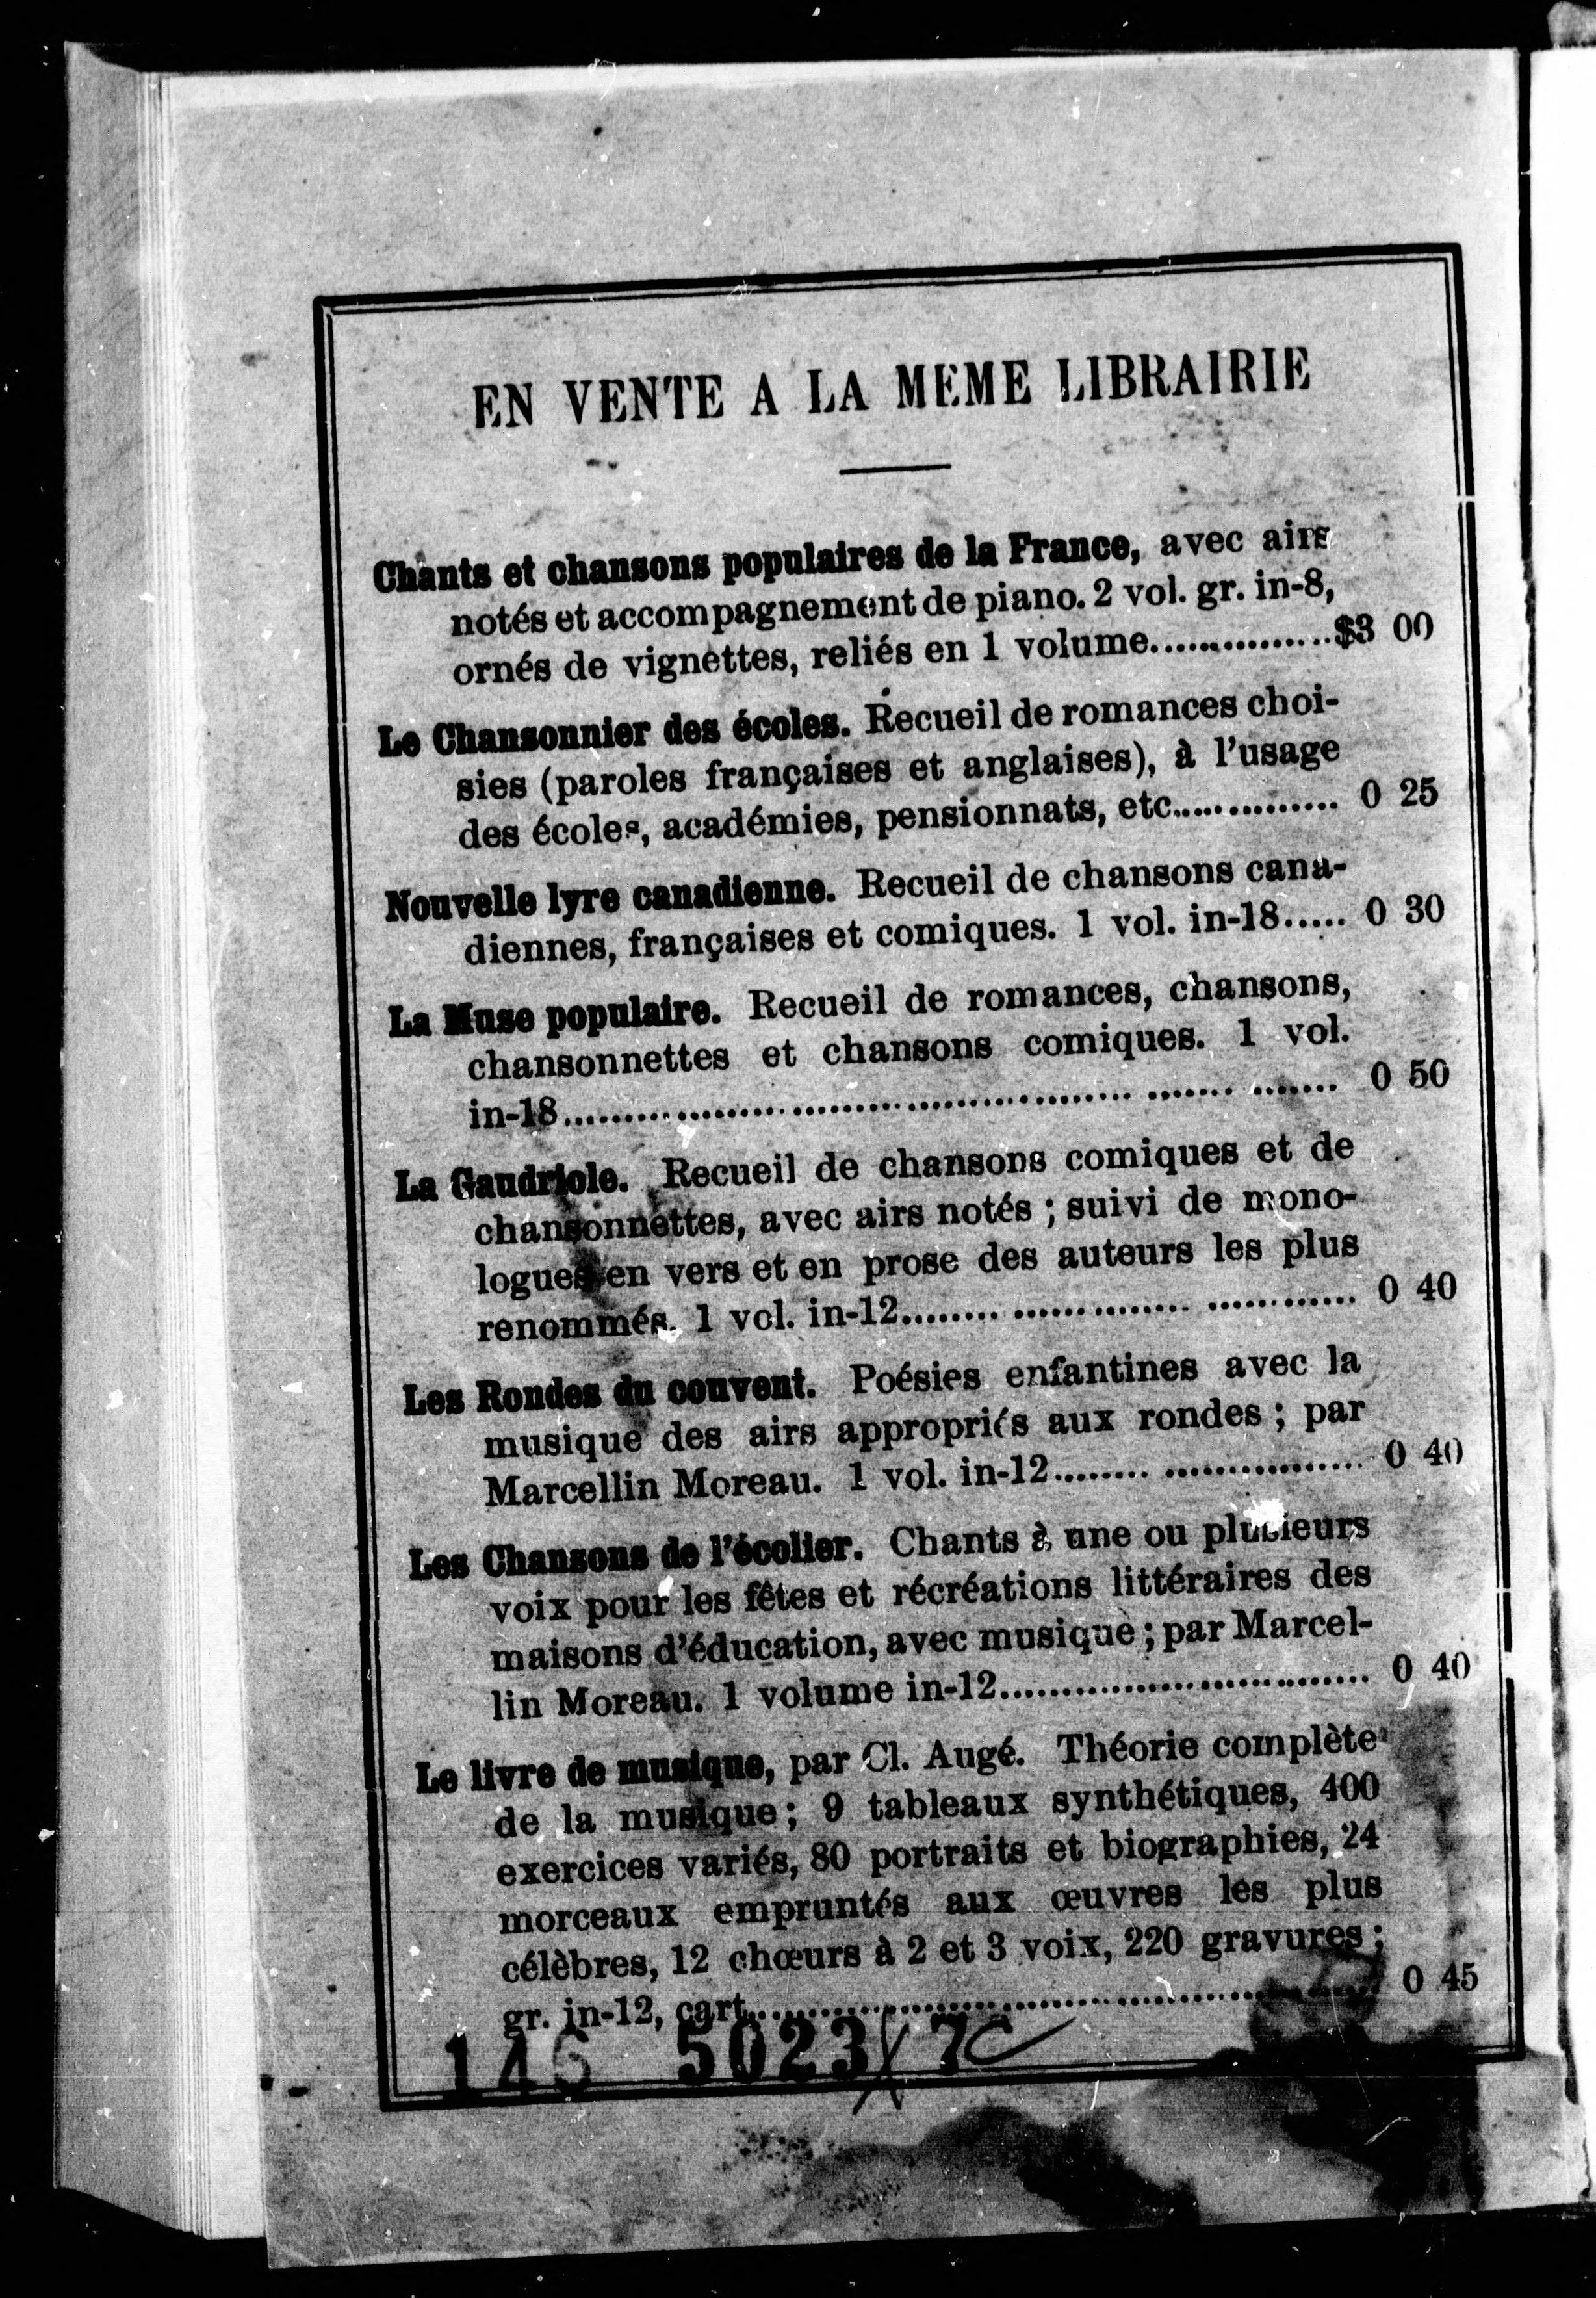 EN VENTE A LA MEME LIBRAIRIE
Chants et chansons populaires de la France, avec airs
notés et accompagnement de piano. 2 vol. gr. in-8,
ornés de vignettes, reliés en 1 volume................$3 00
Le Chansonnier des écoles. Recueil de romances choi-
sies (paroles françaises et anglaises), à l'usage
des écoles, académies, pensionnats, etc.............. 0 25
Nouvelle lyre canadienne. Recueil de chansons cana-
diennes, françaises et comiques. 1 vol. in-18..... 0 30
La Muse populaire. Recueil de romances, chansons,
chansonnettes et chansons comiques. 1 vol.
in-18............................................................... 0 50
La Gaudriole. Recueil de chansons comiques et de
chansonnettes, avec airs notés ; suivi de mono-
logues en vers et en prose des auteurs les plus
renommés. 1 vol. in-12........ .............. ............ 0 40
Les Rondes du couvent. Poésies enfantines avec la
musique des airs appropriés aux rondes ; par
Marcellin Moreau. 1 vol. in-12........ ................. 0 40
Les Chansons de l'écolier. Chants à une ou plusieurs
voix pour les fêtes et récréations littéraires des
maisons d'éducation, avec musique ; par Marcel-
lin Moreau. 1 volume in-12.............................. 0 40
Le livre de musique, par Cl. Augé. Théorie complète
de la musique ; 9 tableaux synthétiques, 400
exercices variés, 80 portraits et biographies, 24
morceaux empruntés aux œuvres les plus
célèbres, 12 chœurs à 2 et 3 voix, 220 gravures ;
gr. in-12, cart.................................................. 0 45
5023